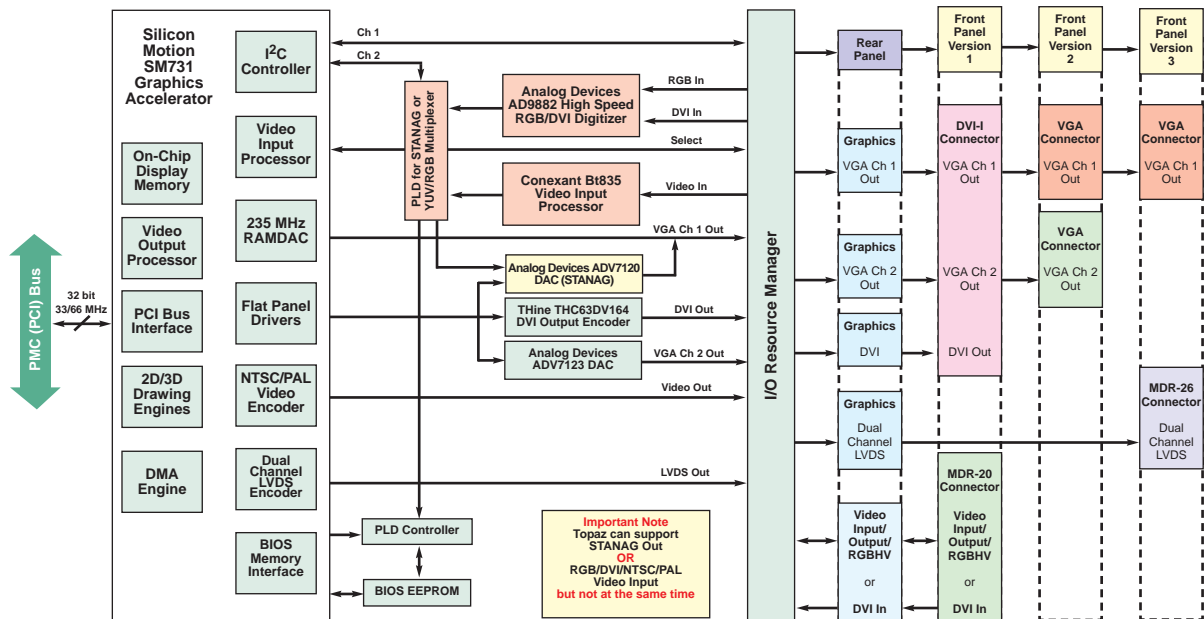 Silicon
Motion
SM731
Graphics
Accelerator
I2C
Controller
Video
Input
Processor
On-Chip
Display
Memory
235 MHz
RAMDAC
Video
Output
Processor
Flat Panel
Drivers
PCI Bus
Interface
NTSC/PAL
Video
Encoder
2D/3D
Drawing
Engines
Dual
Channel
LVDS
Encoder
DMA
Engine
BIOS
Memory
Interface
PMC (PCI) Bus
32 bit
33/66 MHz
Ch 1
Ch 2
PLD for STANAG or
YUV/RGB Multiplexer
Analog Devices
AD9882 High Speed
RGB/DVI Digitizer
RGB In
DVI In
Select
Conexant Bt835
Video Input
Processor
Video In
VGA Ch 1 Out
Analog Devices ADV7120
DAC (STANAG)
THine THC63DV164
DVI Output Encoder
DVI Out
Analog Devices
ADV7123 DAC
VGA Ch 2 Out
Video Out
LVDS Out
PLD Controller
BIOS EEPROM
Important Note
Topaz can support
STANAG Out
OR
RGB/DVI/NTSC/PAL
Video Input
but not at the same time
I/O Resource Manager
Rear
Panel
Graphics
VGA Ch 1
Out
Graphics
VGA Ch 2
Out
Graphics
DVI
Graphics
Dual
Channel
LVDS
Video
Input/
Output/
RGBHV
or
DVI In
Front
Panel
Version
1
DVI-I
Connector
VGA Ch 1
Out
VGA Ch 2
Out
DVI Out
MDR-20
Connector
Video
Input/
Output/
RGBHV
or
DVI In
Front
Panel
Version
2
VGA
Connector
VGA Ch 1
Out
VGA
Connector
VGA Ch 2
Out
Front
Panel
Version
3
VGA
Connector
VGA Ch 1
Out
MDR-26
Connector
Dual
Channel
LVDS